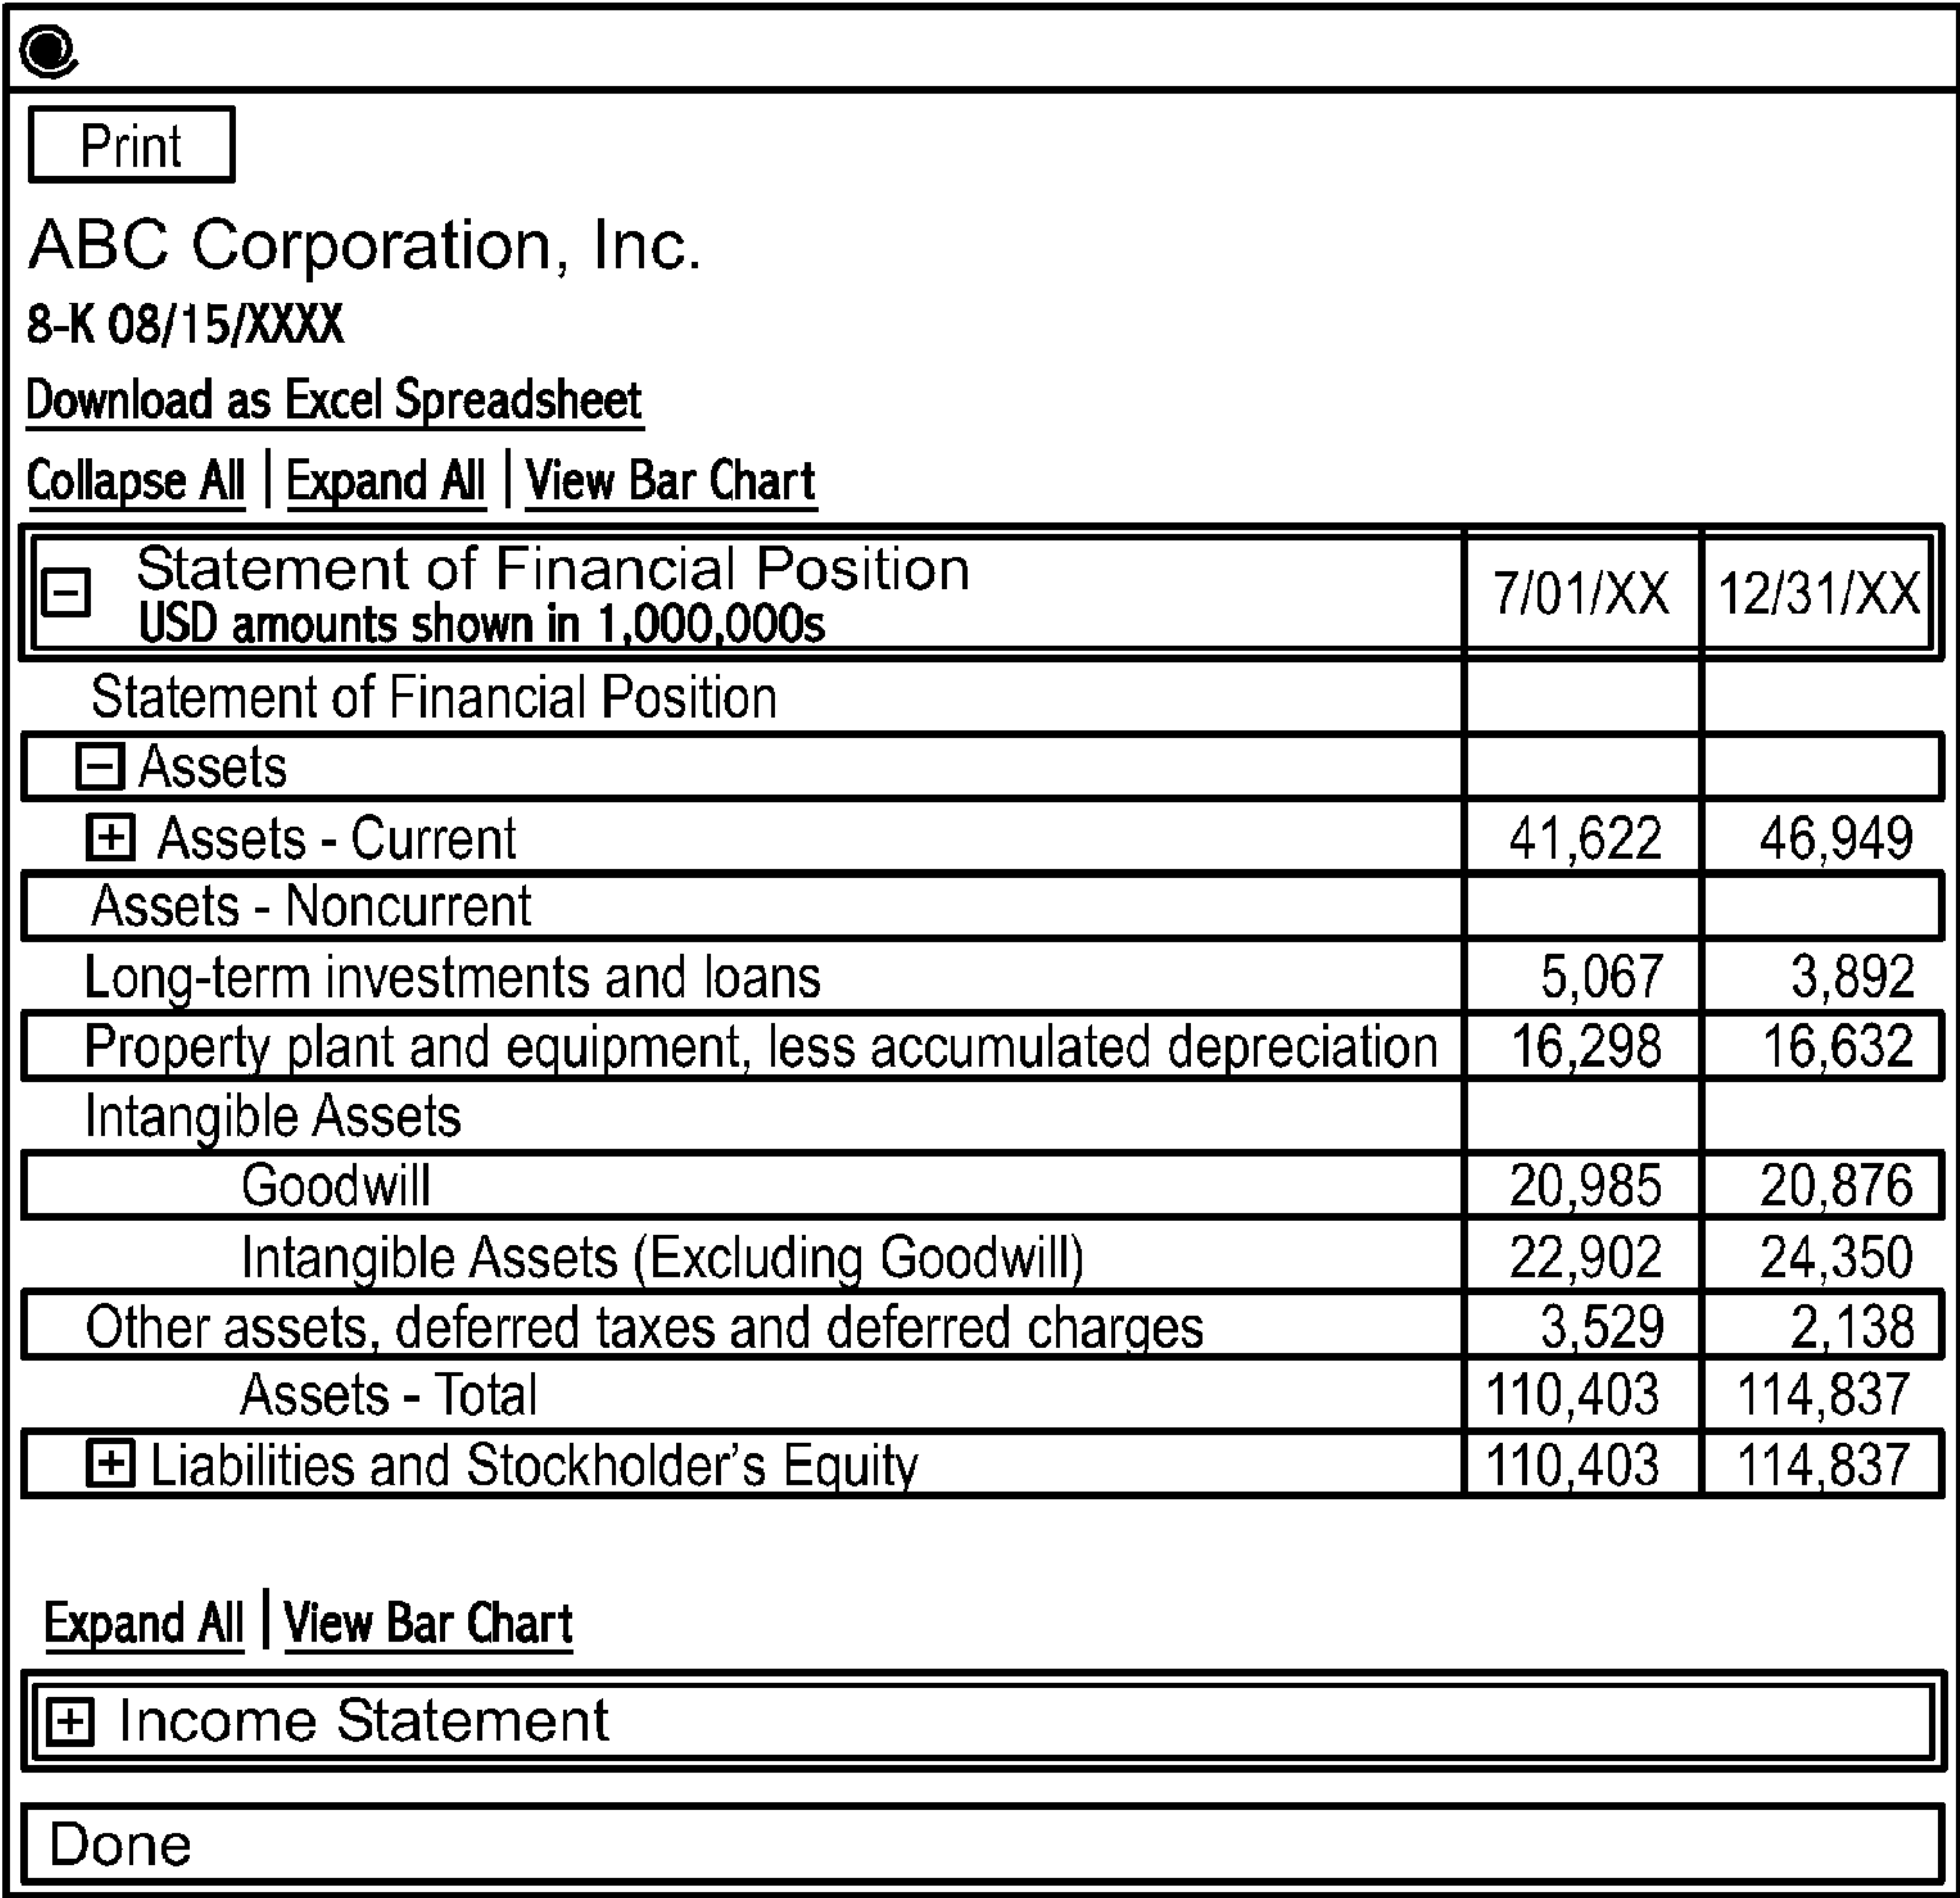 Print
ABC Corporation, Inc.
8-K 08/15/XXXX
Download as Excel Spreadsheet
Collapse All | Expand All | View Bar Chart
Statement of Financial Position
USD amounts shown in 1,000,000s 7/01/XX 12/31/XX
Statement of Financial Position
Assets
Assets - Current 41,622 46,949
Assets - Noncurrent
Long-term investments and loans 5,067 3,892
Property plant and equipment, less accumulated depreciation 16,298 16,632
Intangible Assets
Goodwill 20,985 20,876
Intangible Assets (Excluding Goodwill) 22,902 24,350
Other assets, deferred taxes and deferred charges 3,529 2,138
Assets - Total 110,403 114,837
Liabilities and Stockholder's Equity 110,403 114,837
Expand All | View Bar Chart
Income Statement
Done